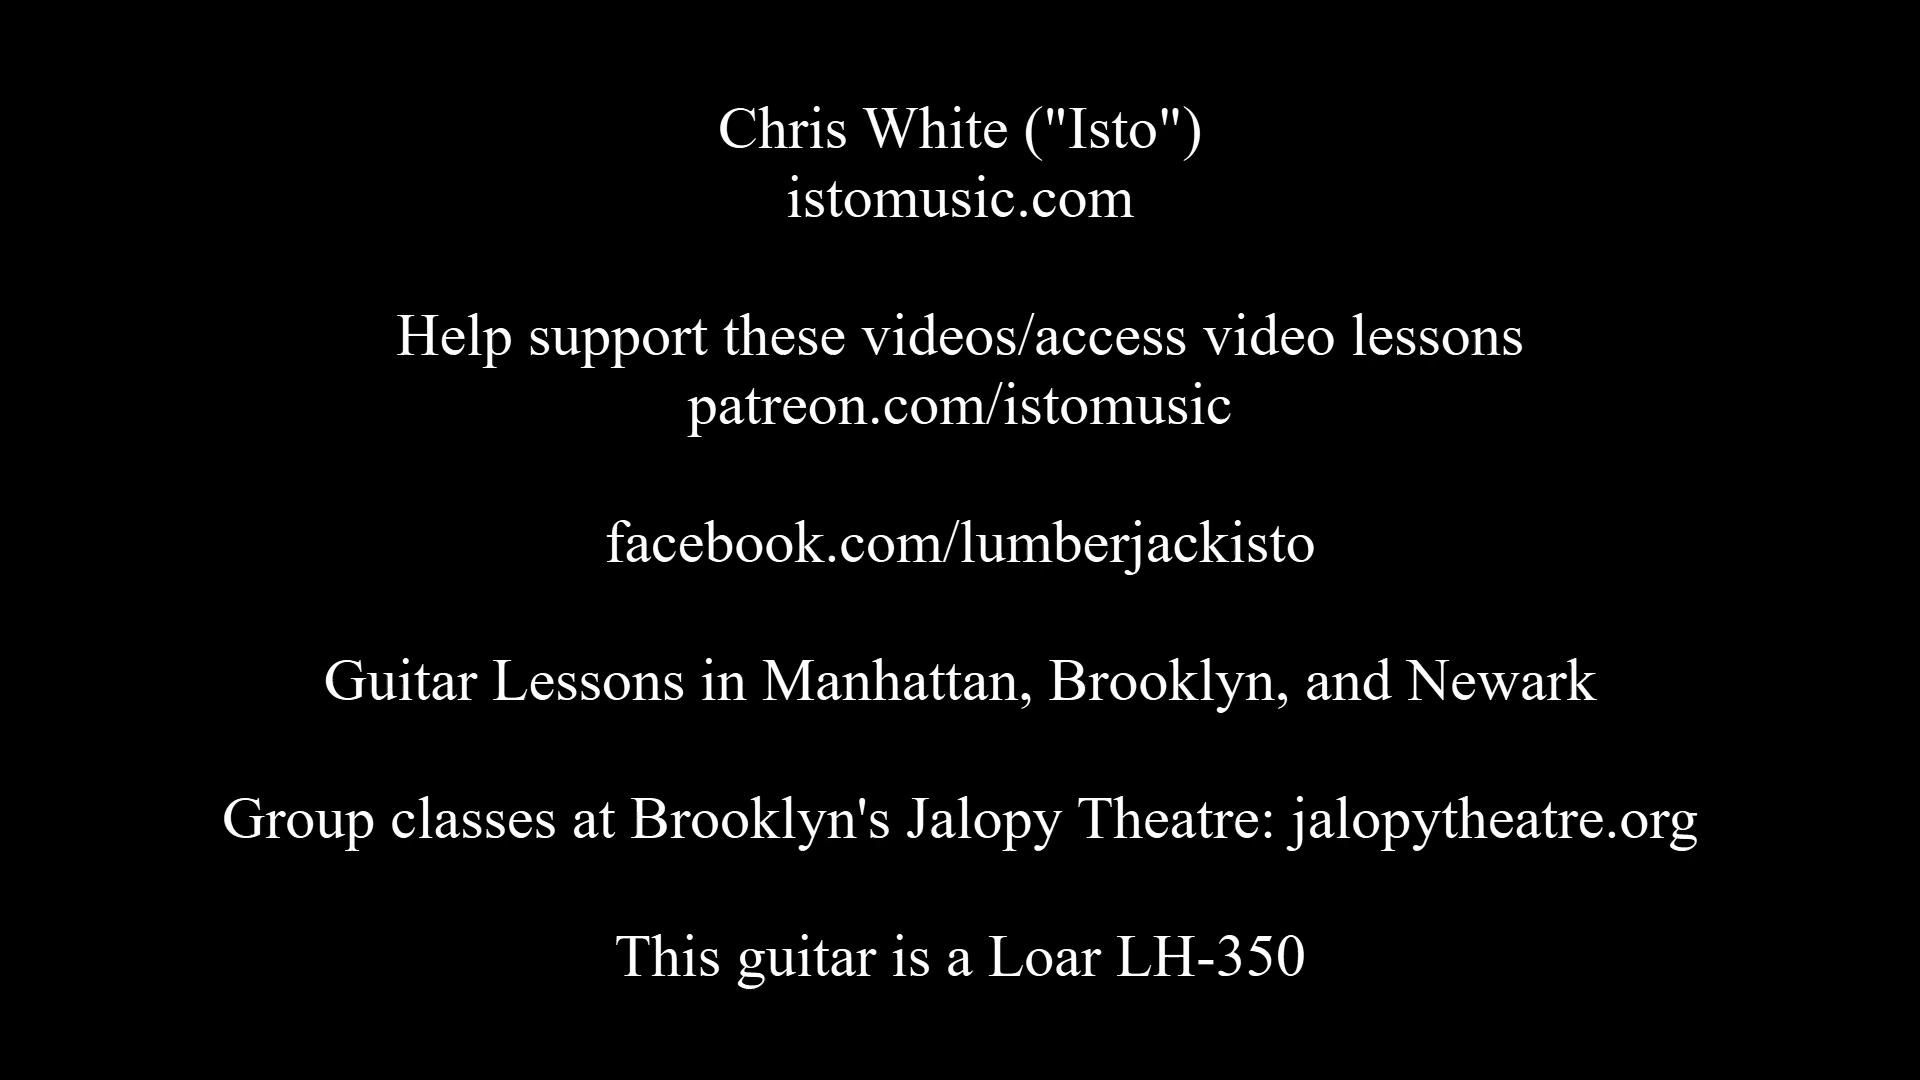 Chris White ("Isto")
istomusic.com
Help support these videos/access video lessons
patreon.com/istomusic
facebook.com/lumberjackisto
Guitar Lessons in Manhattan, Brooklyn, and Newark
Group classes at Brooklyn's Jalopy Theatre: jalopytheatre.org
This guitar is a Loar LH-350